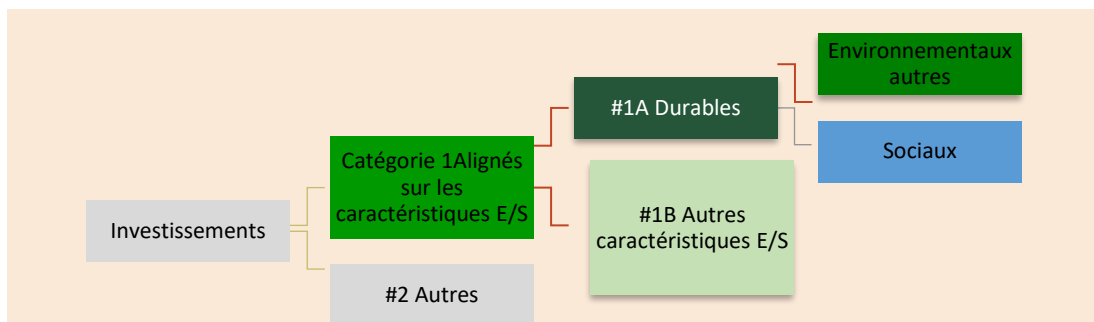 Investissements
Catégorie 1Alignés
sur les
caractéristiques E/S
#2 Autres
#1A Durables
#1B Autres
caractéristiques E/S
Environnementaux
autres
Sociaux